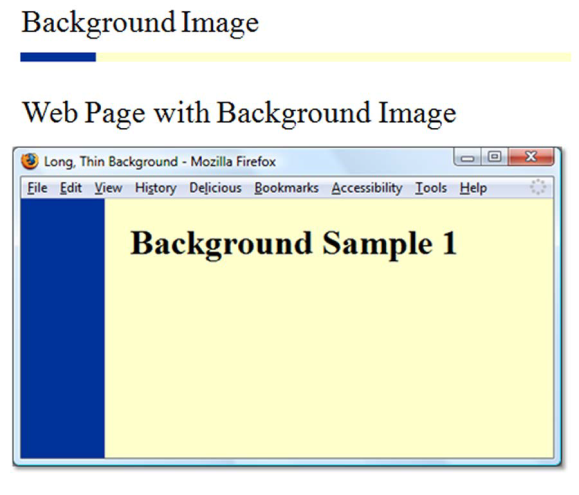 Background Image
Web Page with Background Image
Long, Thin Background - Mozilla Firefox
File Edit View History Delicious Bookmarks Accessibility Tools Help
Background Sample 1